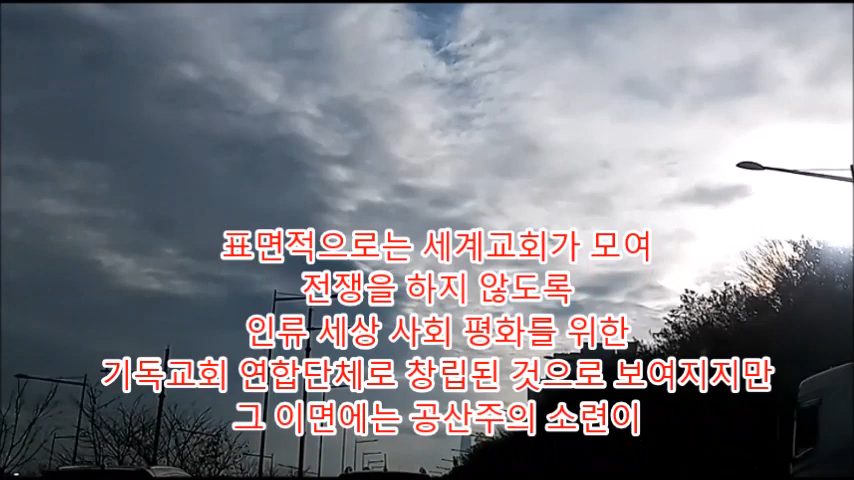 표면적으로는 세계교회가 모여
전쟁을 하지 않도록
인류 세상 사회 평화를 위한
기독교회 연합단체로 창립된 것으로 보여지지만
그 이면에는 공산주의 소련이